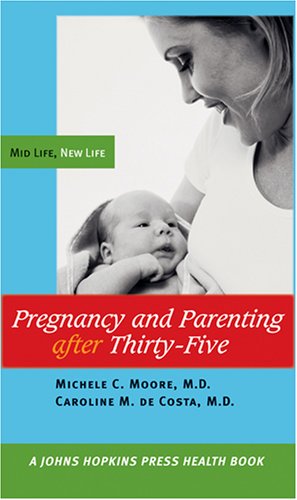 MID LIFE, NEW LIFE
Pregnancy and Parenting
after Thirty-Five
MICHELE C. MOORE, M.D.
CAROLINE M. DE COSTA, M.D.
A JOHNS HOPKINS PRESS HEALTH BOOK